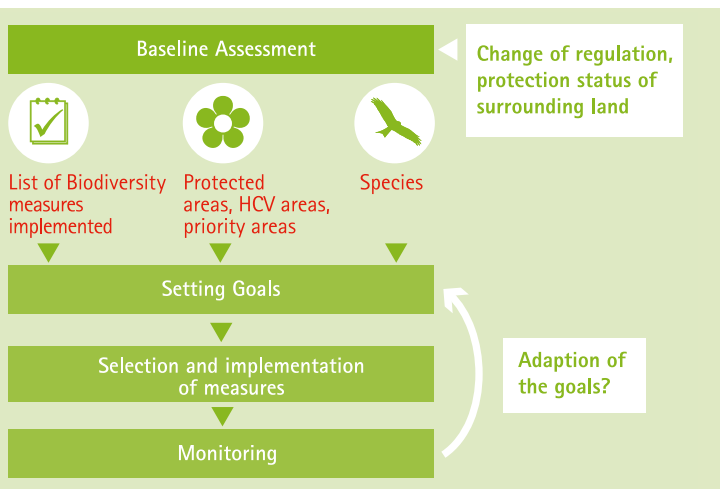 Baseline Assessment
Change of regulation,
protection status of
surrounding land
List of Biodiversity
measures
implemented
Protected
areas, HCV areas,
priority areas
Species
Setting Goals
Selection and implementation
of measures
Adaption of
the goals?
Monitoring